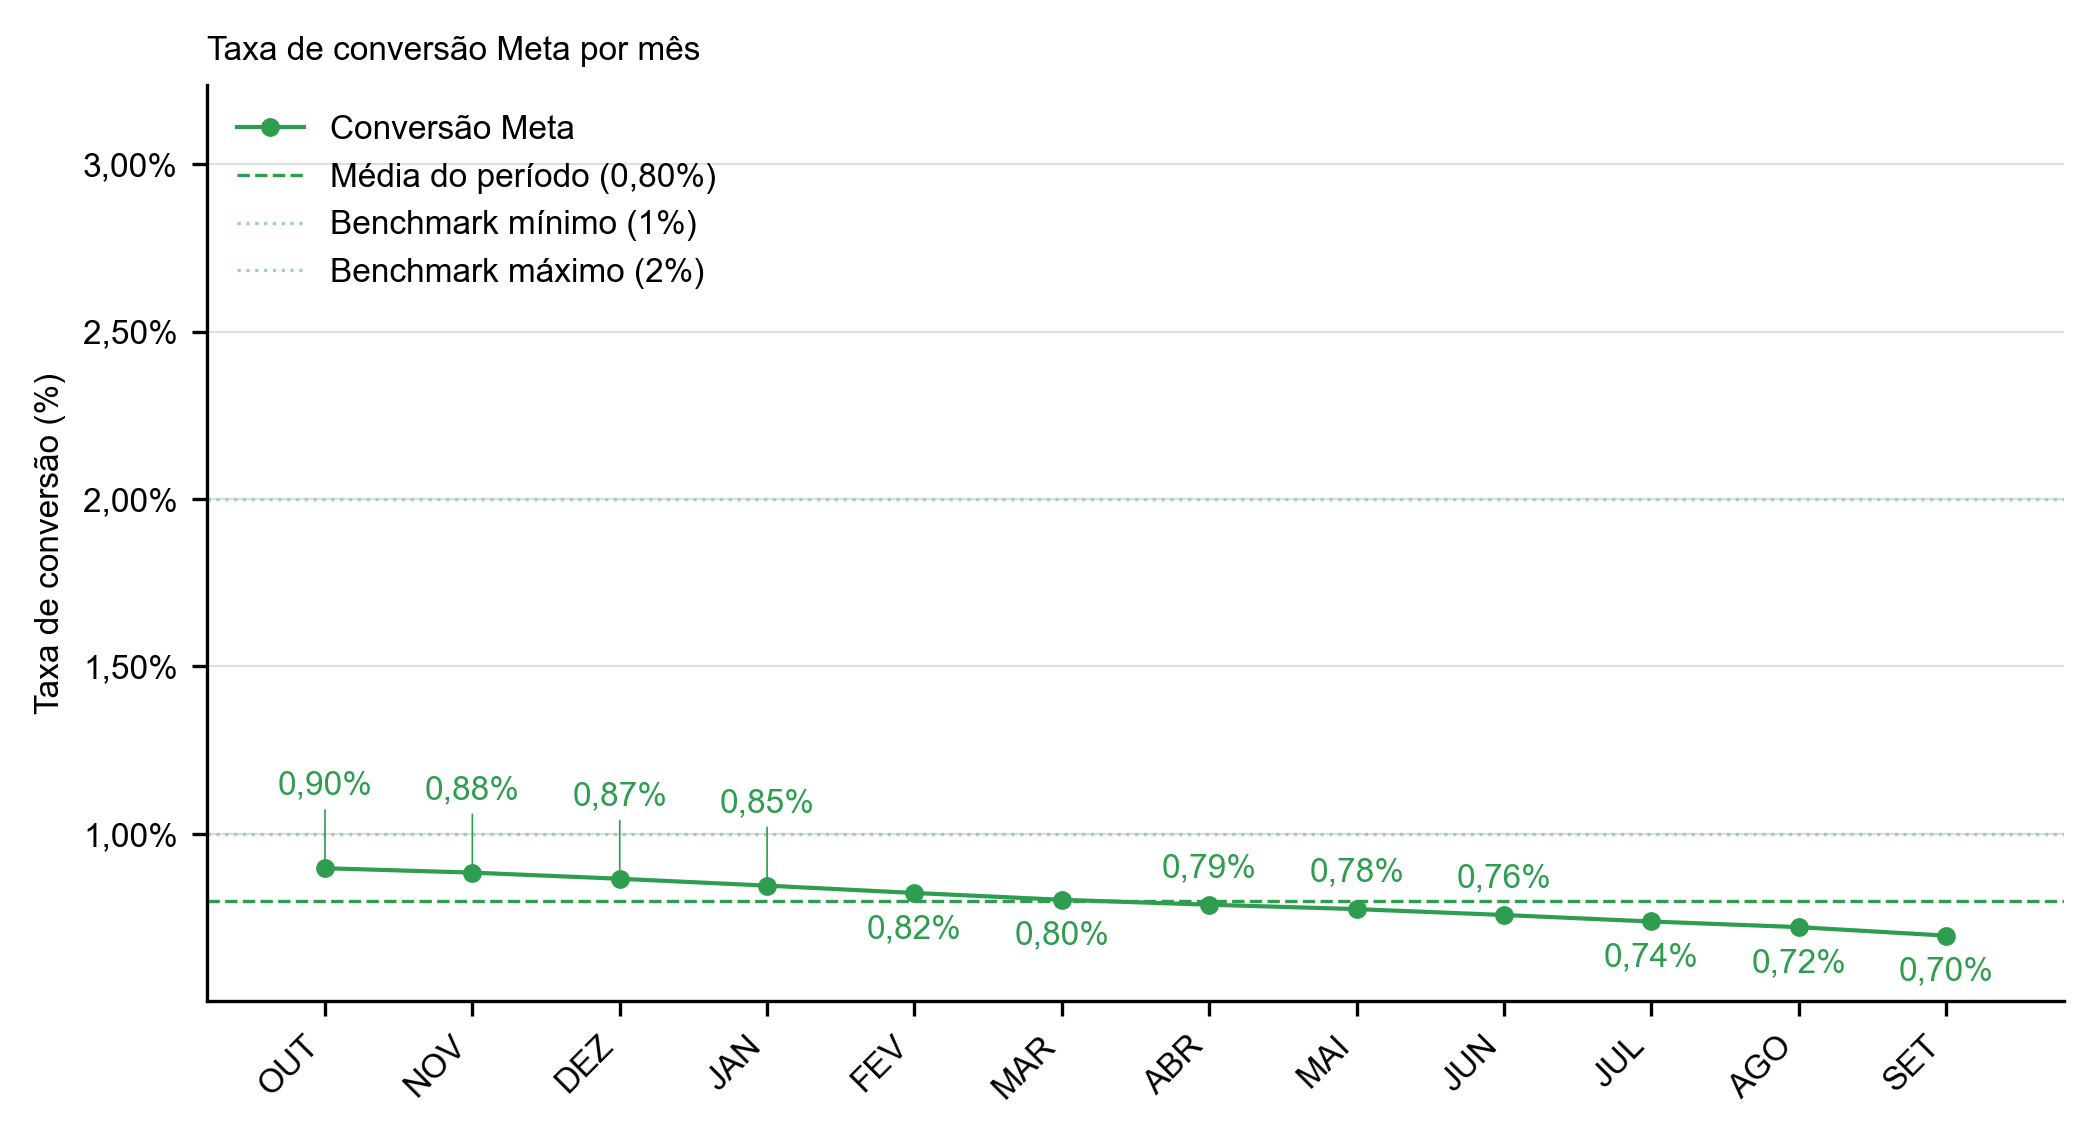 Taxa de conversão Meta por mês
Conversão Meta
Média do período (0,80%)
Benchmark mínimo (1%)
Benchmark máximo (2%)
Taxa de conversão (%)
3,00%
2,50%
2,00%
1,50%
1,00%
0,90%
0,88%
0,87%
0,85%
0,82%
0,80%
0,79%
0,78%
0,76%
0,74%
0,72%
0,70%
OUT
NOV
DEZ
JAN
FEV
MAR
ABR
MAI
JUN
JUL
AGO
SET